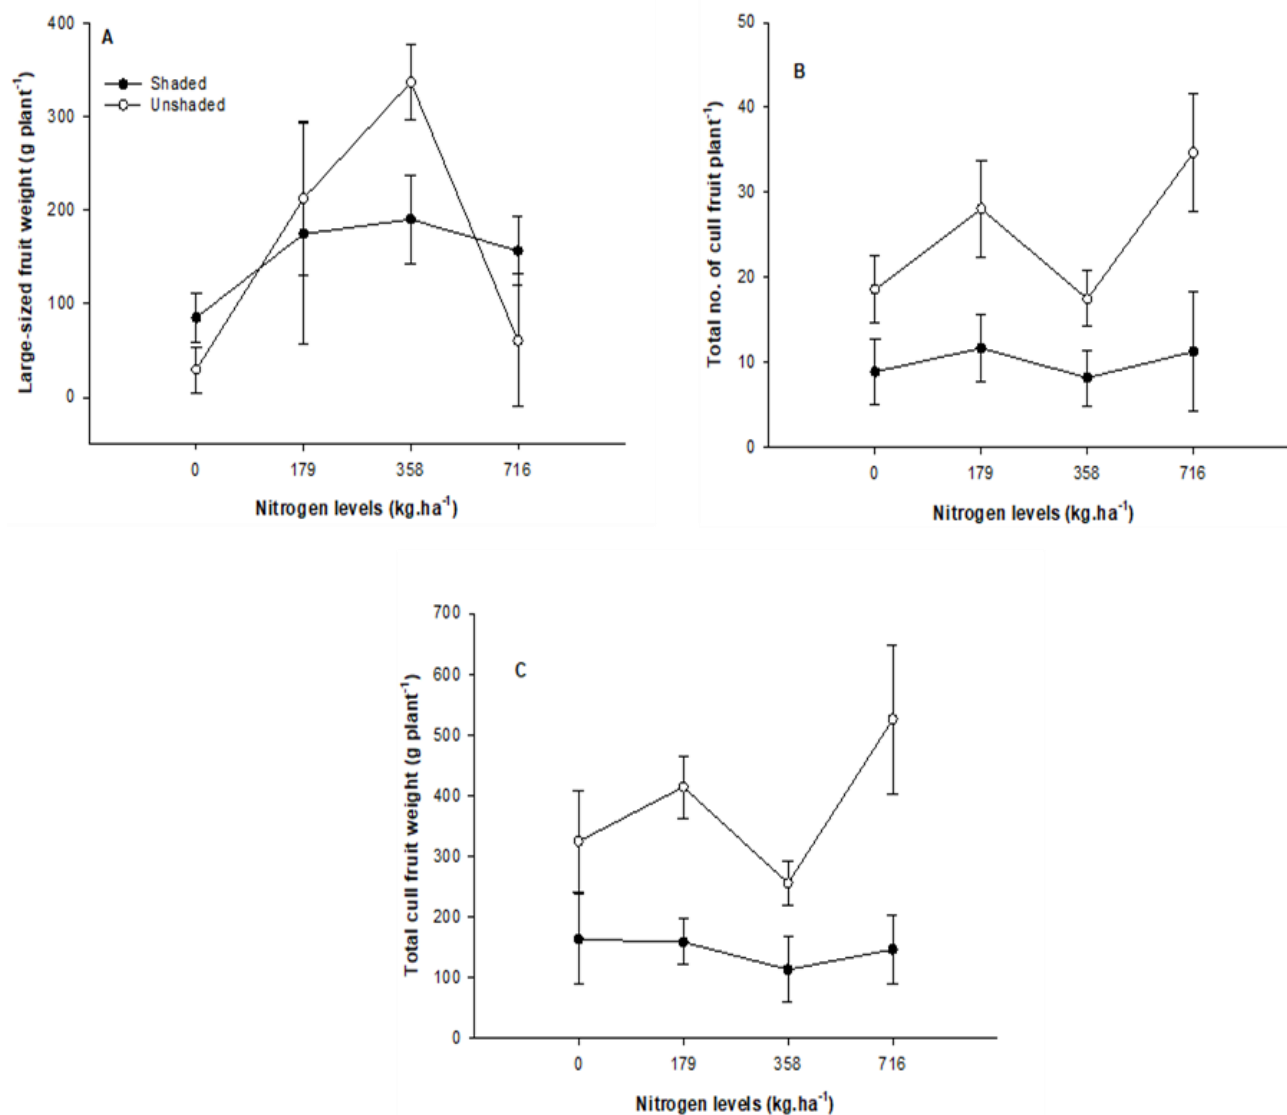 A
Shaded
Unshaded
400
300
200
100
0
Large-sized fruit weight (g plant⁻¹)
0 179 358 716
Nitrogen levels (kg.ha⁻¹)
B
50
40
30
20
10
0
Total no. of cull fruit plant⁻¹)
0 179 358 716
Nitrogen levels (kg.ha⁻¹)
C
700
600
500
400
300
200
100
0
Total cull fruit weight (g plant⁻¹)
0 179 358 716
Nitrogen levels (kg.ha⁻¹)